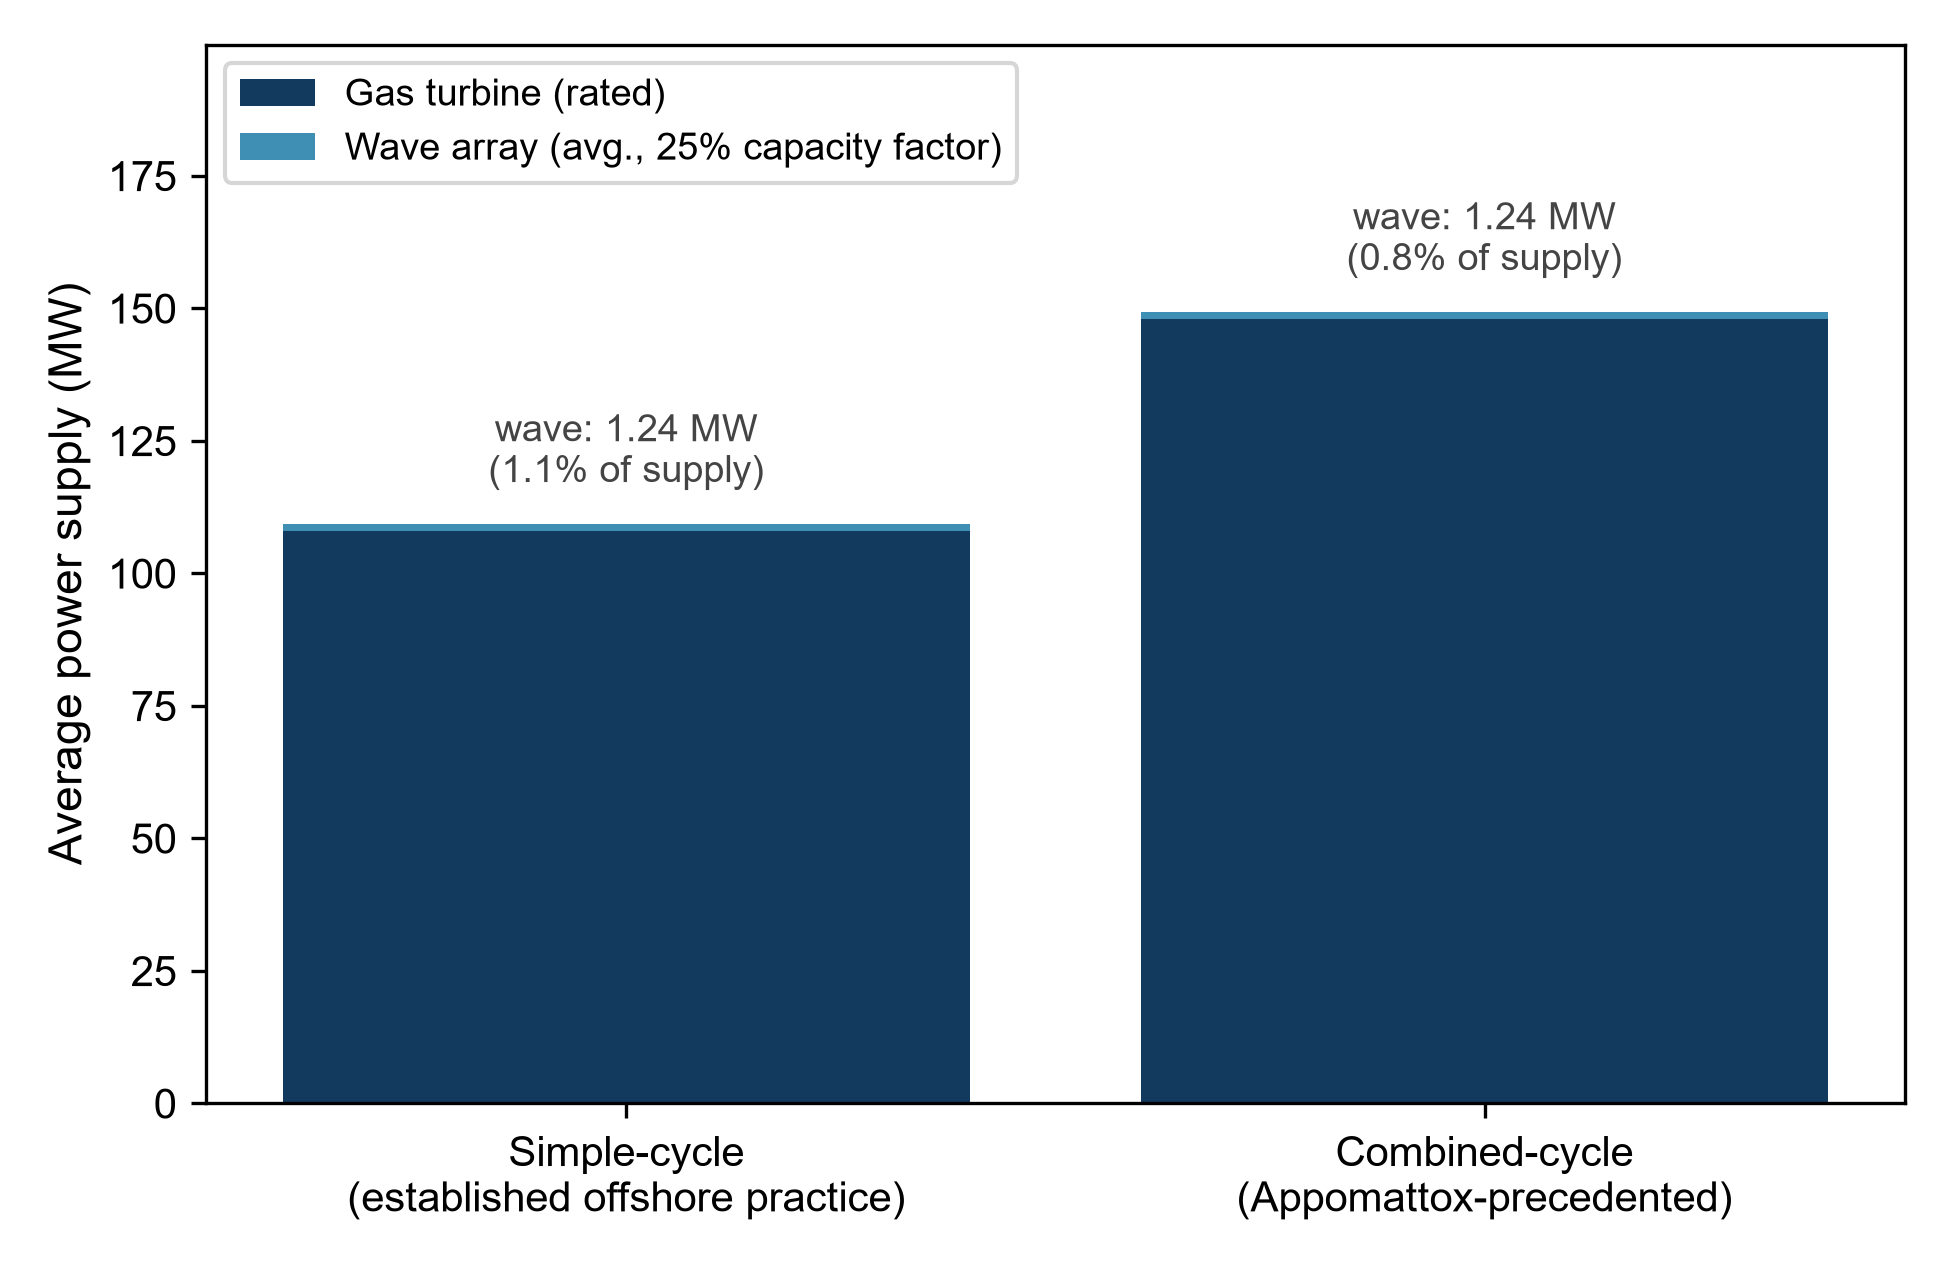 Gas turbine (rated)
Wave array (avg., 25% capacity factor)
wave: 1.24 MW
(0.8% of supply)
wave: 1.24 MW
(1.1% of supply)
Average power supply (MW)
175
150
125
100
75
50
25
0
Simple-cycle
(established offshore practice)
Combined-cycle
(Appomattox-precedented)